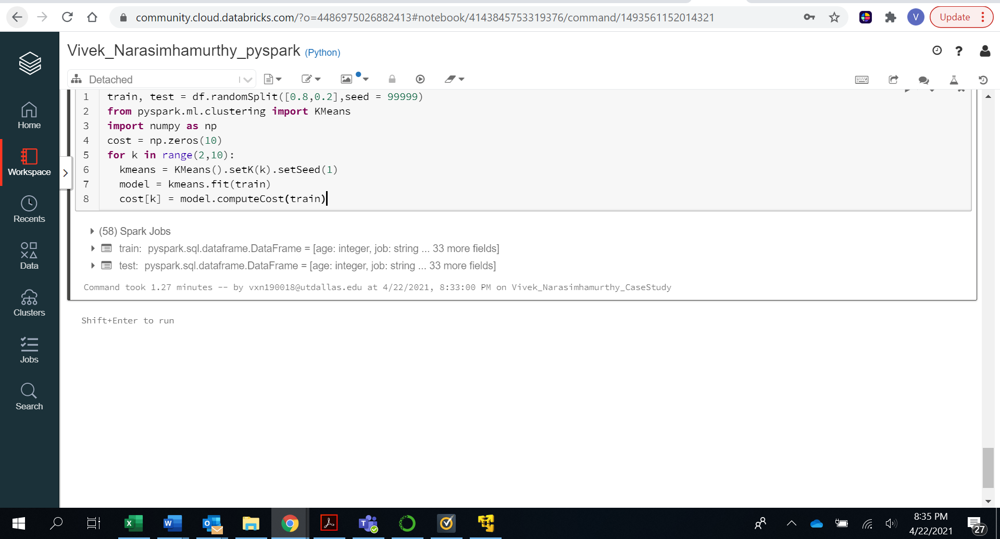 community.cloud.databricks.com/?o=4486975026882413#notebook/4143845753319376/command/1493561152014321
V
Update
Vivek_Narasimhamurthy_pyspark (Python)
?
Detached
Home
Workspace
Recents
Data
Clusters
Jobs
Search
1 train, test = df.randomSplit([0.8,0.2],seed = 99999)
2 from pyspark.ml.clustering import KMeans
3 import numpy as np
4 cost = np.zeros(10)
5 for k in range(2,10):
6 kmeans = KMeans().setK(k).setSeed(1)
7 model = kmeans.fit(train)
8 cost[k] = model.computeCost(train)
(58) Spark Jobs
train: pyspark.sql.dataframe.DataFrame = [age: integer, job: string ... 33 more fields]
test: pyspark.sql.dataframe.DataFrame = [age: integer, job: string ... 33 more fields]
Command took 1.27 minutes -- by vxn190018@utdallas.edu at 4/22/2021, 8:33:00 PM on Vivek_Narasimhamurthy_CaseStudy
Shift+Enter to run
8:35 PM
4/22/2021
27